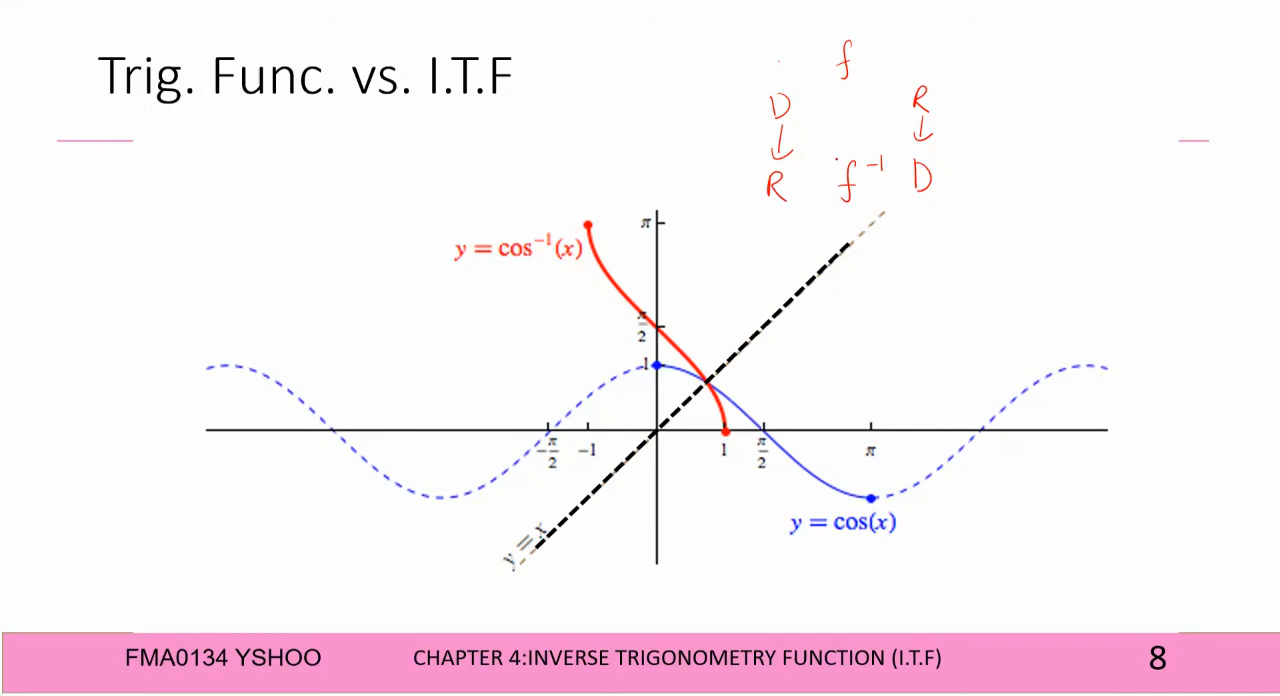 Trig. Func. vs. I.T.F
f
D R
↓ ↓
R f⁻¹ D
π
y = cos⁻¹(x)
π/2
1
-π/2 −1 1 π/2 π
y = cos(x)
y = x
FMA0134 YSHOO CHAPTER 4:INVERSE TRIGONOMETRY FUNCTION (I.T.F) 8